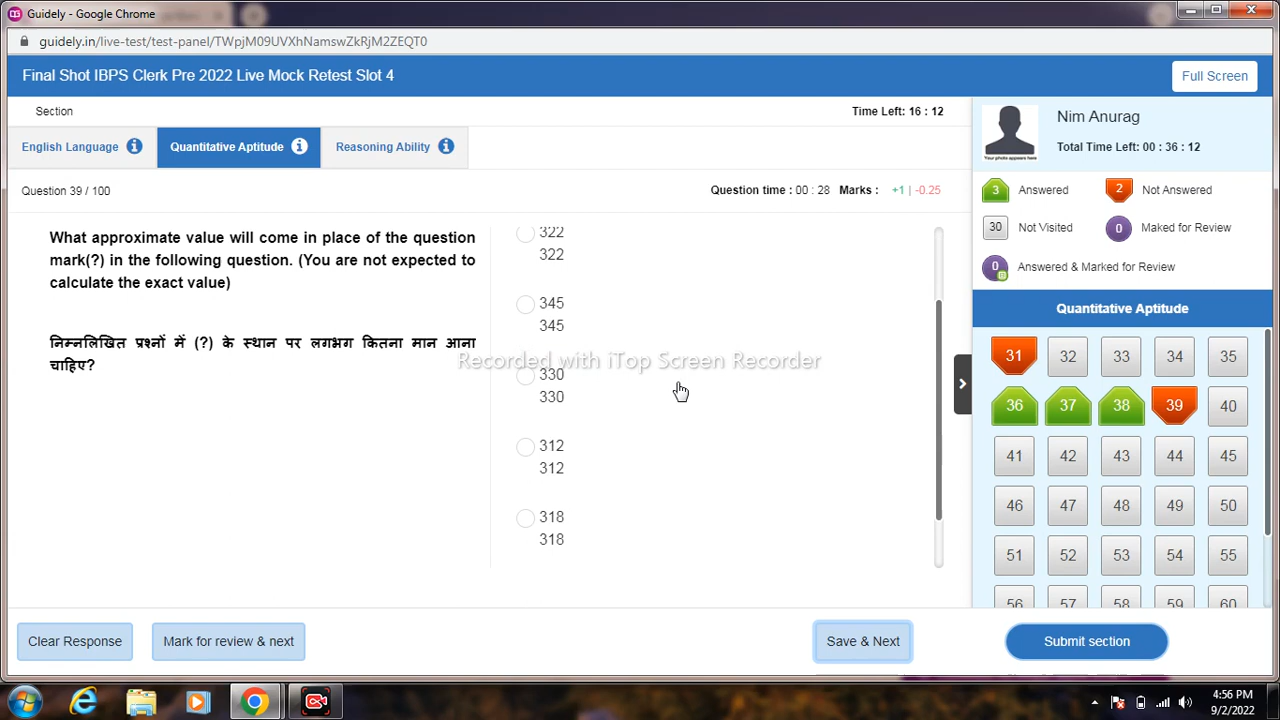 Guidely - Google Chrome
guidely.in/live-test/test-panel/TWpjM09UVXhNamswZkRjM2ZEQT0
Final Shot IBPS Clerk Pre 2022 Live Mock Retest Slot 4
Full Screen
Section
Time Left: 16 : 12
English Language
Quantitative Aptitude
Reasoning Ability
Question 39 / 100
Question time : 00 : 28 Marks : +1 | -0.25
What approximate value will come in place of the question
mark(?) in the following question. (You are not expected to
calculate the exact value)
निम्नलिखित प्रश्नों में (?) के स्थान पर लगभग कितना मान आना
चाहिए?
322
322
345
345
330
330
312
312
318
318
Recorded with iTop Screen Recorder
Clear Response
Mark for review & next
Save & Next
Your photo appears here
Nim Anurag
Total Time Left: 00 : 36 : 12
3 Answered
2 Not Answered
30 Not Visited
0 Maked for Review
0 Answered & Marked for Review
Quantitative Aptitude
31 32 33 34 35
36 37 38 39 40
41 42 43 44 45
46 47 48 49 50
51 52 53 54 55
56 57 58 59 60
Submit section
4:56 PM
9/2/2022